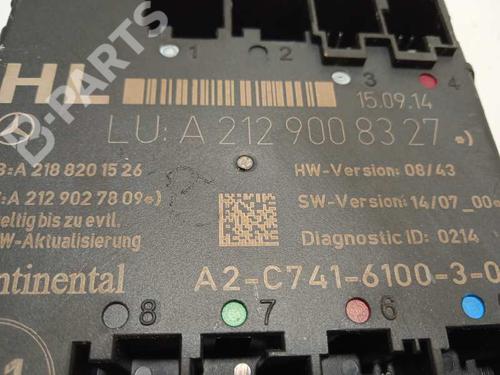 1
2
3
4
HL
15.09.14
LU: A 212 900 83 27 *)
B-PARTS
A 218 820 15 26
HW-Version: 08/43
A 212 902 78 09 *)
SW-Version: 14/07_00
bis zu evil.
W-Aktualisierung
Diagnostic ID: 0214
ntinental
A2-C741-6100-3-0
8
7
6